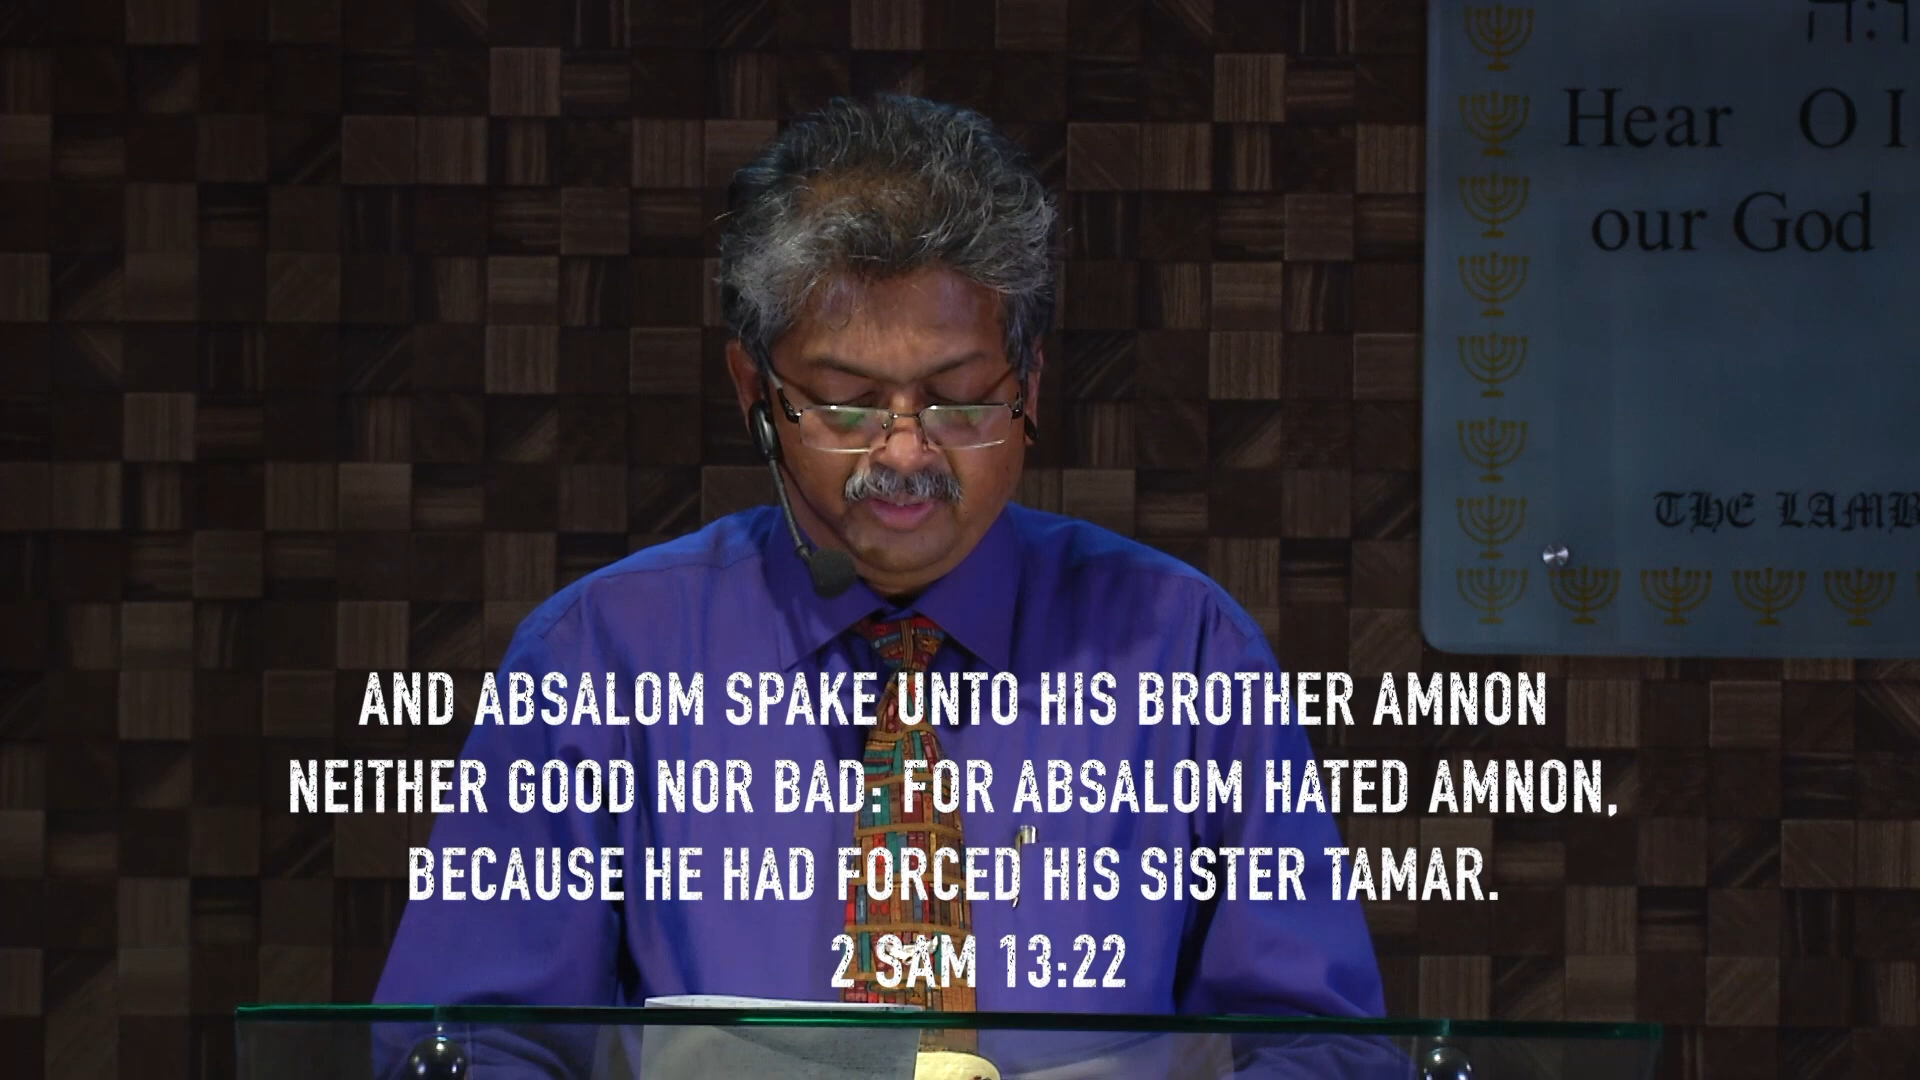 Hear O I
our God
THE LAMB
AND ABSALOM SPAKE UNTO HIS BROTHER AMNON
NEITHER GOOD NOR BAD: FOR ABSALOM HATED AMNON,
BECAUSE HE HAD FORCED HIS SISTER TAMAR.
2 SAM 13:22